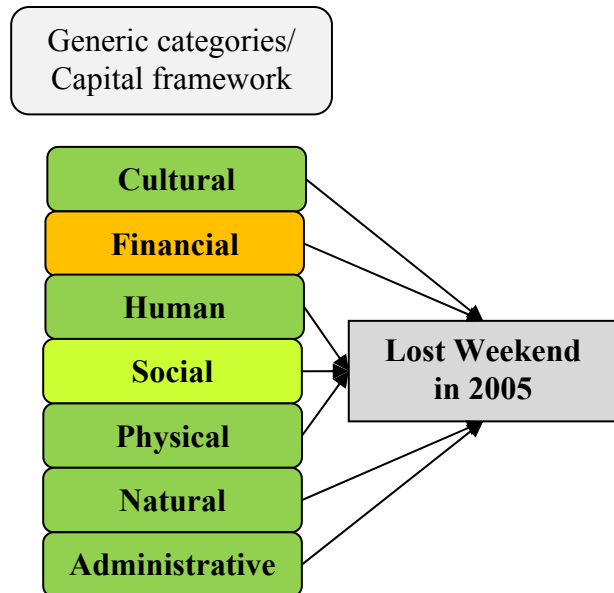 Generic categories/
Capital framework
Cultural
Financial
Human
Social
Physical
Natural
Administrative
Lost Weekend
in 2005